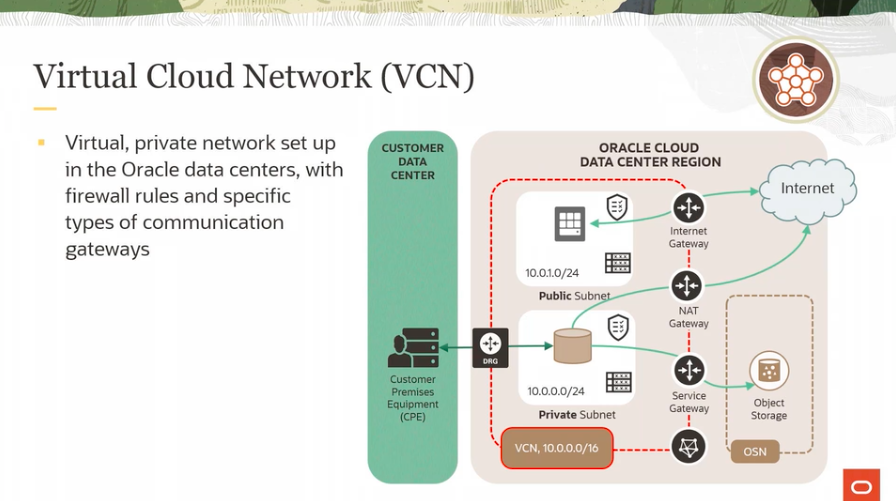 Virtual Cloud Network (VCN)
Virtual, private network set up
in the Oracle data centers, with
firewall rules and specific
types of communication
gateways
CUSTOMER
DATA
CENTER
Customer
Premises
Equipment
(CPE)
DRG
ORACLE CLOUD
DATA CENTER REGION
10.0.1.0/24
Public Subnet
10.0.0.0/24
Private Subnet
VCN, 10.0.0.0/16
Internet
Gateway
NAT
Gateway
Service
Gateway
Internet
Object
Storage
OSN